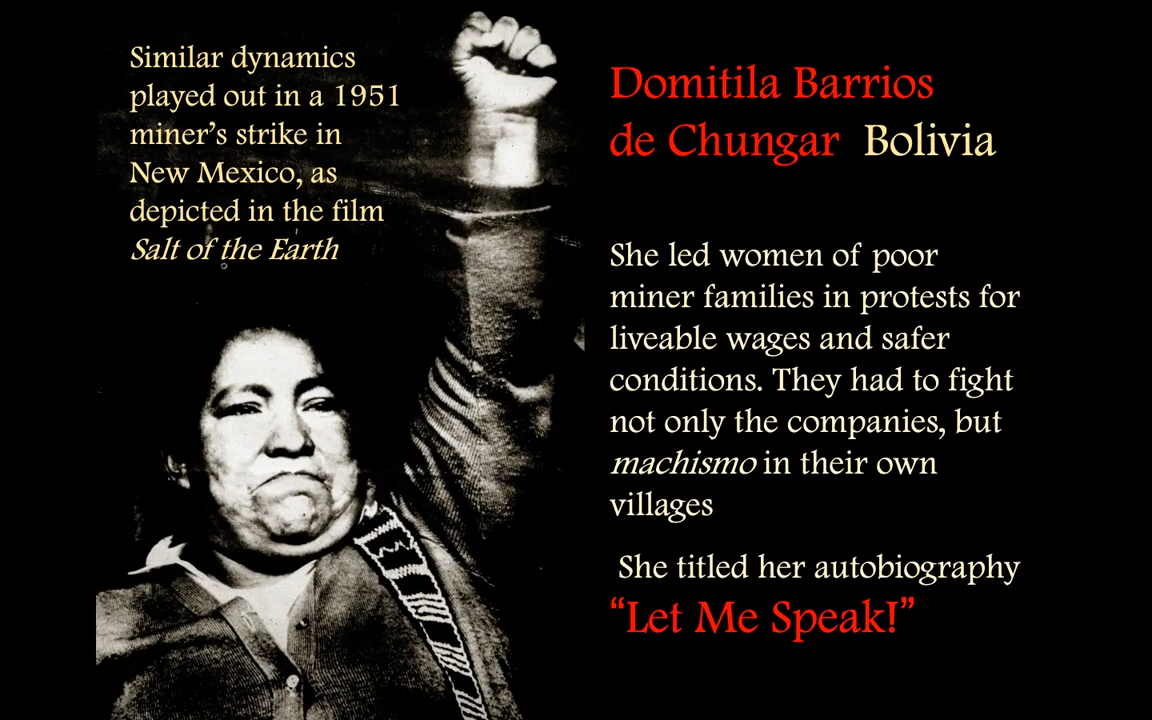 Similar dynamics
played out in a 1951
miner’s strike in
New Mexico, as
depicted in the film
Salt of the Earth
Domitila Barrios
de Chungar Bolivia
She led women of poor
miner families in protests for
liveable wages and safer
conditions. They had to fight
not only the companies, but
machismo in their own
villages
She titled her autobiography
“Let Me Speak!”